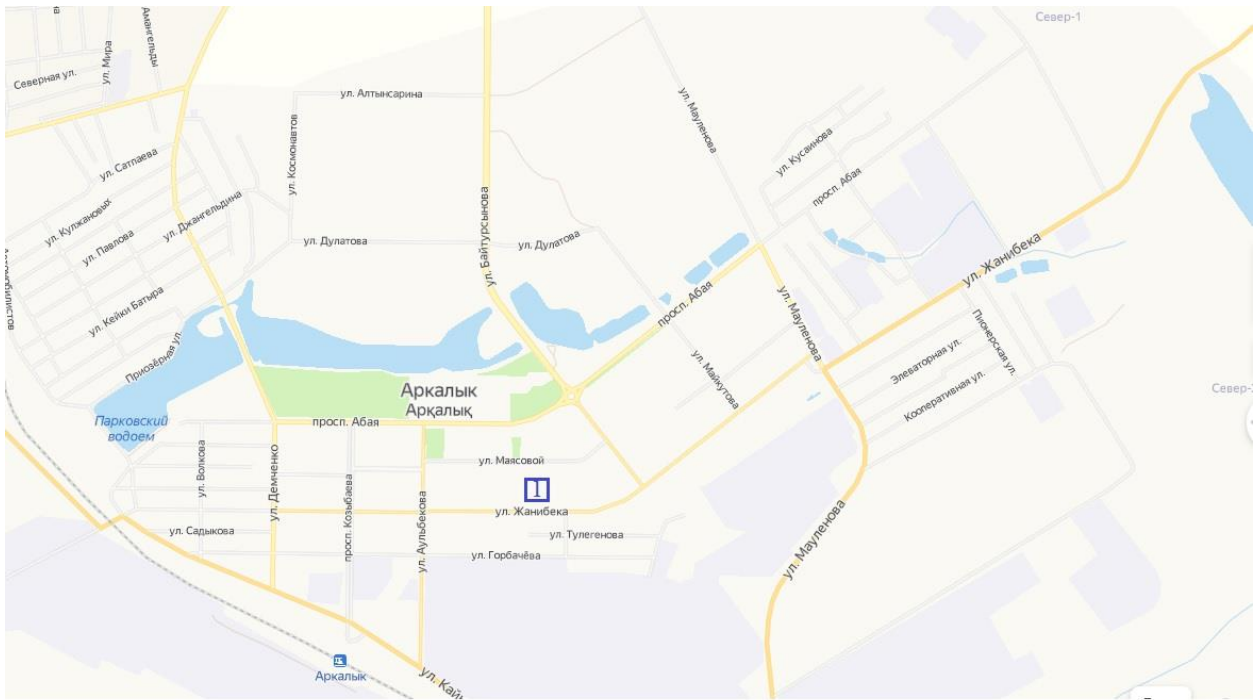 Север-1
Амангельды
ул. Мира
Северная ул.
ул. Алтынсарина
ул. Мауленова
ул. Кусаинова
ул. Сатпаева
ул. Космонавтов
просп. Абая
ул. Кулжановых
ул. Джангельдина
ул. Павлова
ул. Дулатова
ул. Дулатова
ул. Байтурсынова
ул. Жанибека
ул. Кейки Батыра
просп. Абая
ул. Мауленова
Пионерская ул.
Приозёрная ул.
ул. Майкутова
Элеваторная ул.
Кооперативная ул.
Аркалык
Арқалық
Парковский
водоем
просп. Абая
ул. Волкова
ул. Маясовой
1
ул. Демченко
просп. Козыбаева
ул. Аульбекова
ул. Жанибека
ул. Садыкова
ул. Тулегенова
ул. Горбачёва
ул. Мауленова
Аркалык